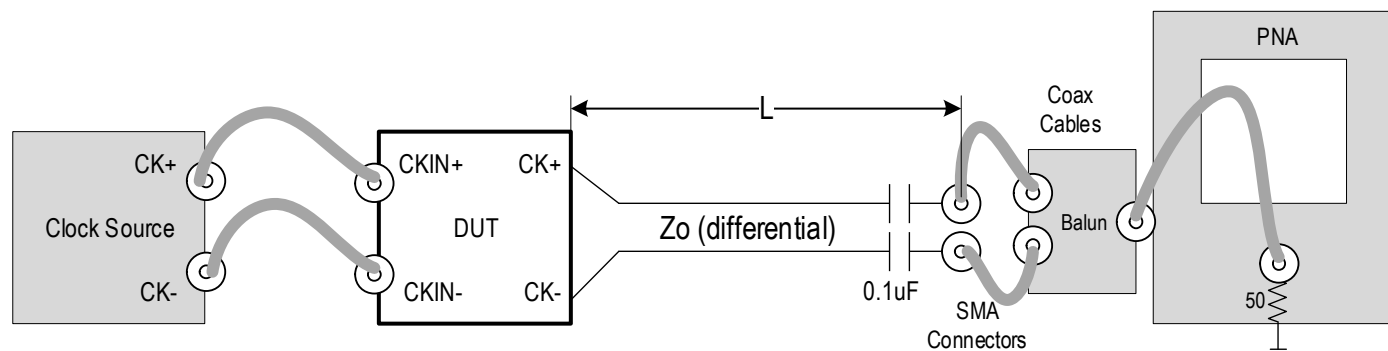 PNA
Coax
Cables
L
CK+
CKIN+
CK+
Clock Source
DUT
Zo (differential)
Balun
CK-
CKIN-
CK-
0.1uF
50
SMA
Connectors